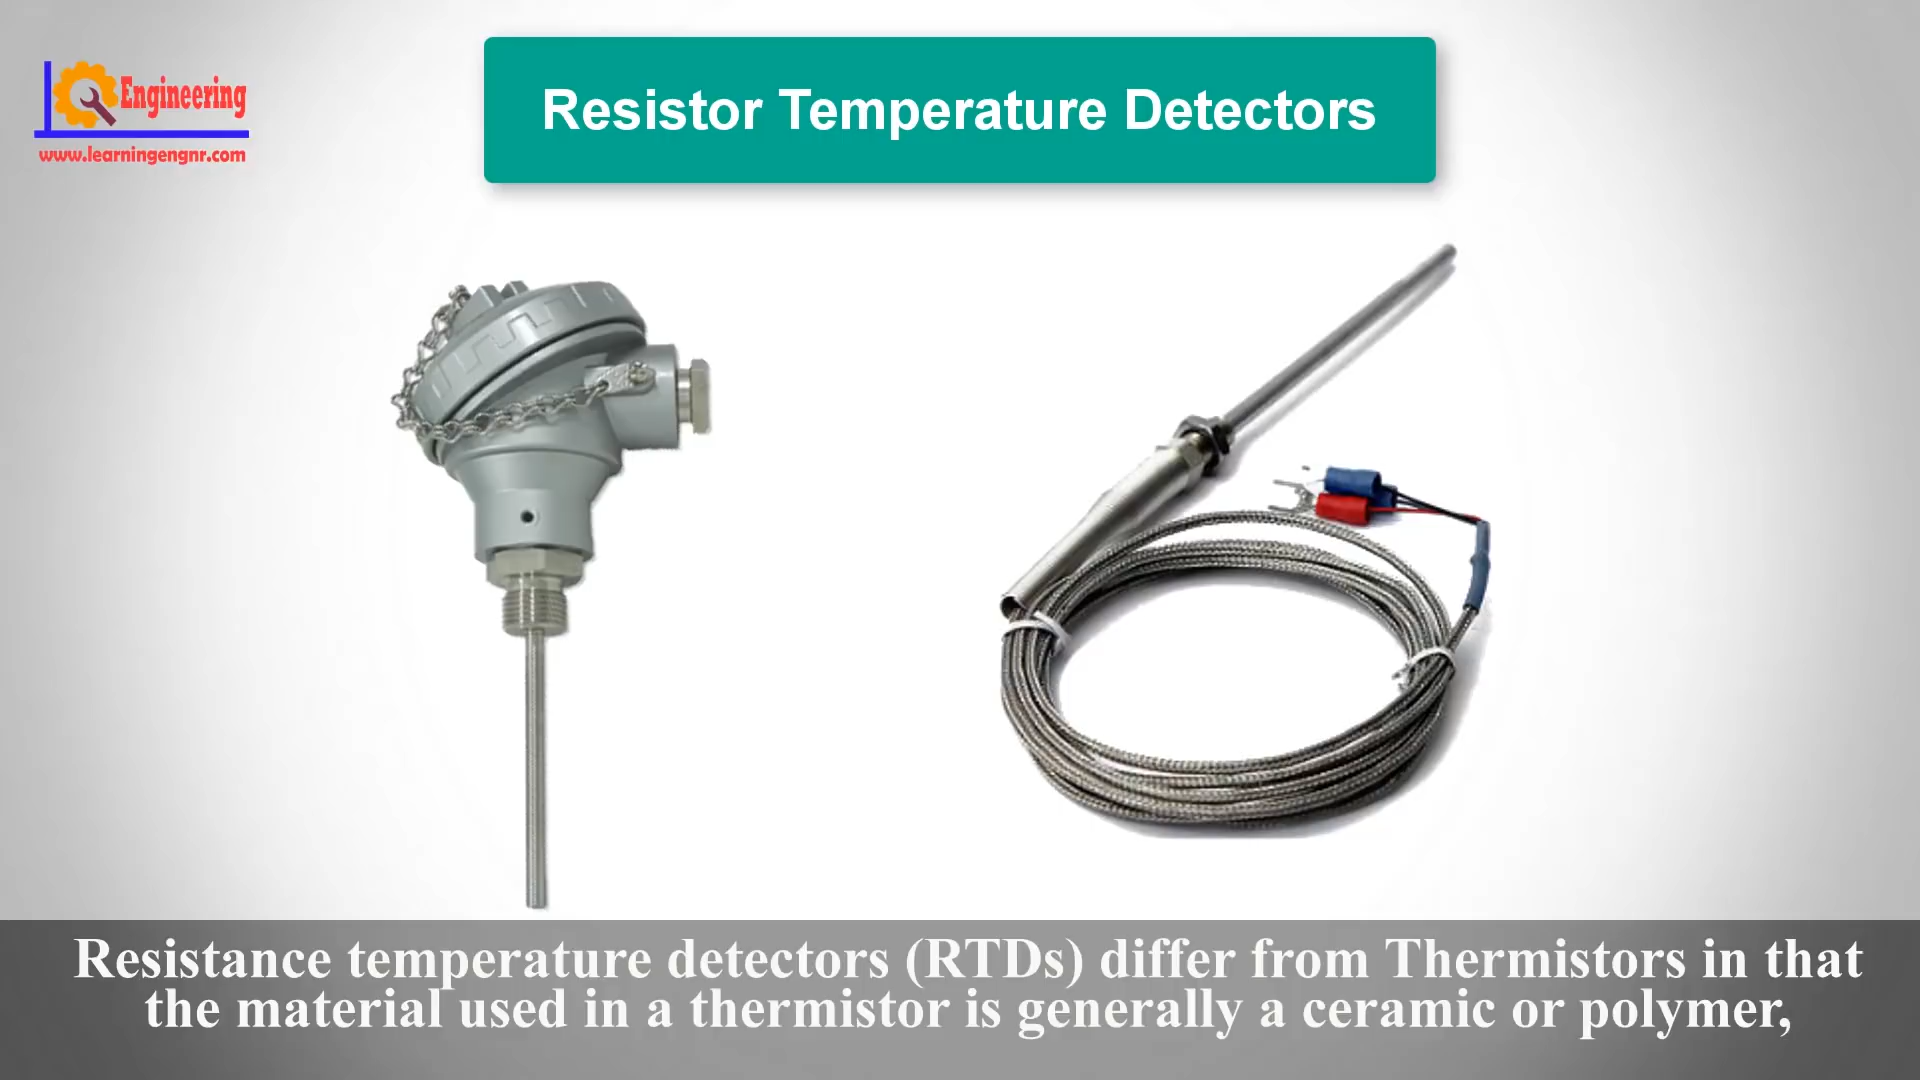 Engineering
www.learningengnr.com
Resistor Temperature Detectors
Resistance temperature detectors (RTDs) differ from Thermistors in that
the material used in a thermistor is generally a ceramic or polymer,